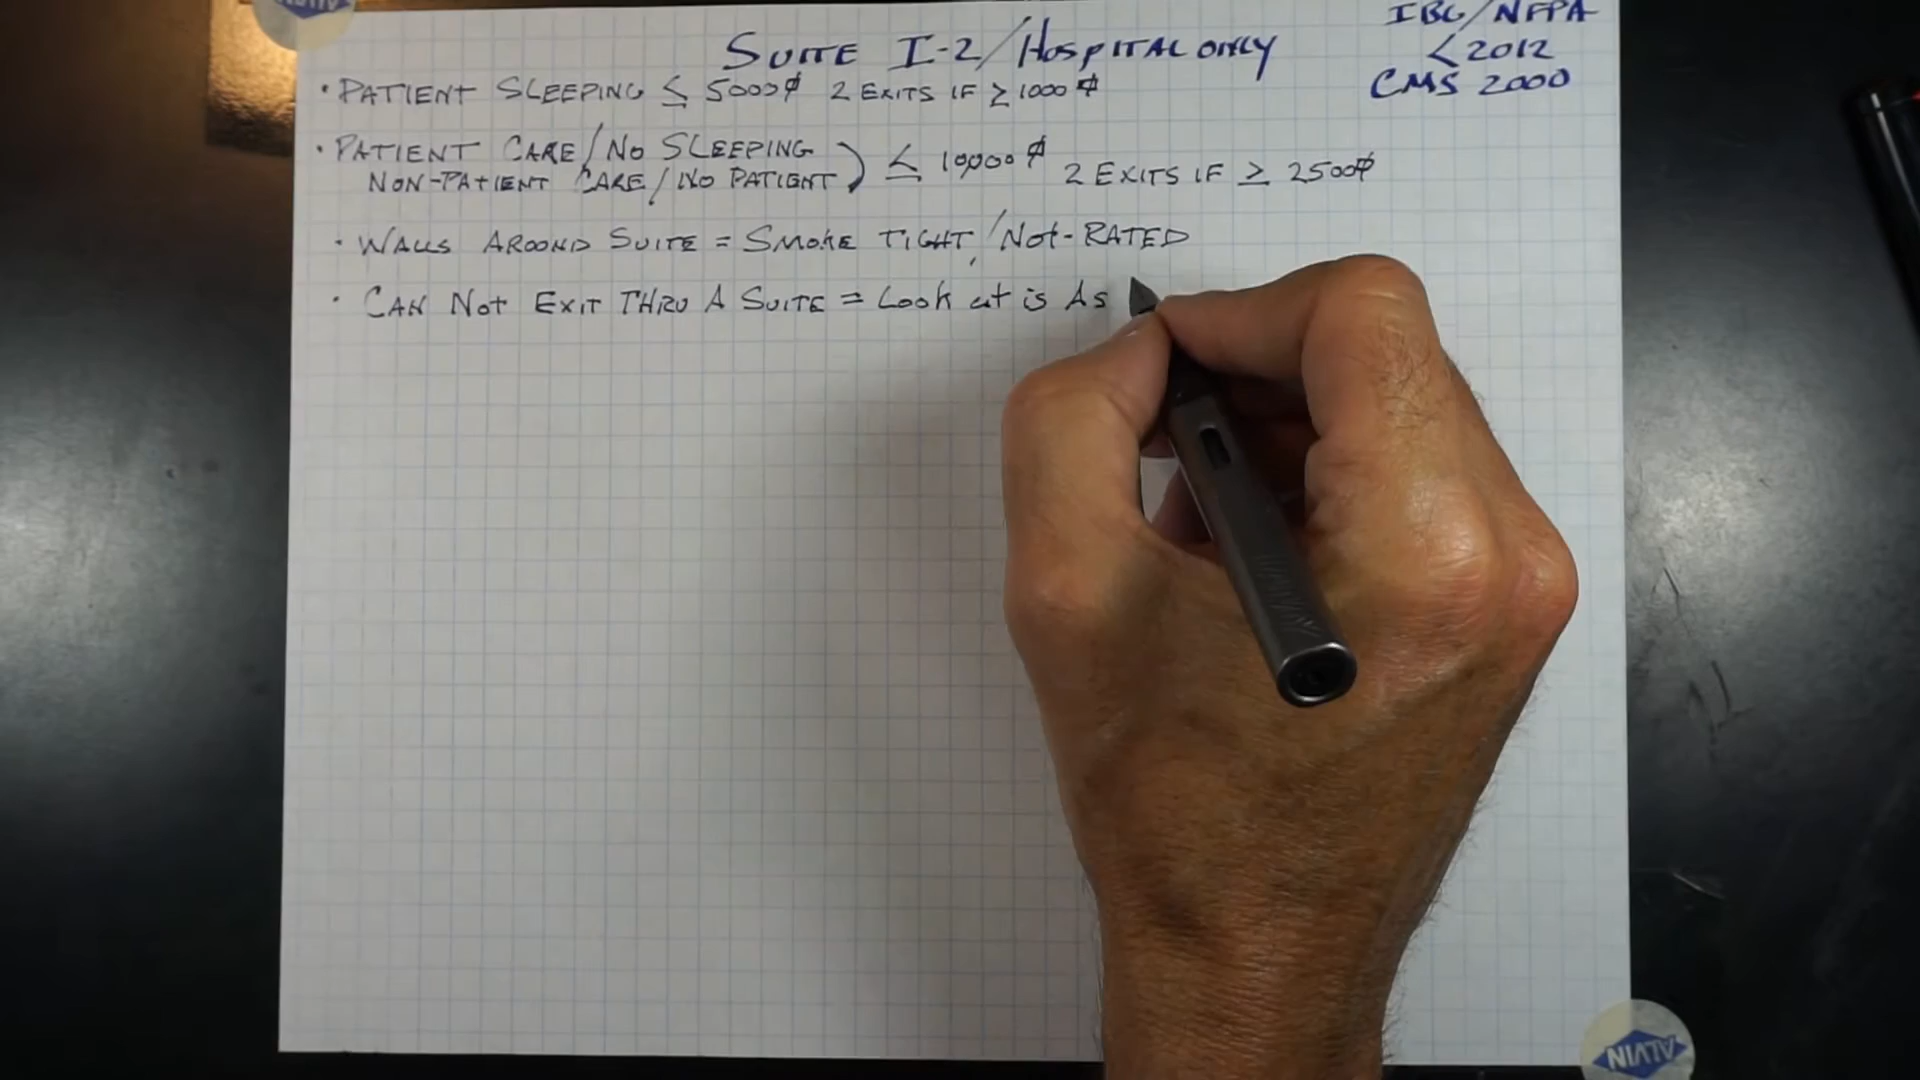 SUITE I-2/HOSPITAL ONLY
IBC/NFPA
<2012
CMS 2000
• PATIENT SLEEPING ≤ 5000⌽ 2 EXITS IF ≥ 1000⌽
• PATIENT CARE/NO SLEEPING
NON-PATIENT CARE/NO PATIENT) ≤ 10,000⌽ 2 EXITS IF ≥ 2500⌽
• WALLS AROUND SUITE = SMOKE TIGHT/Not-RATED
• CAN Not EXIT THRU A SUITE = Look at is As
ALVIN
ALVIN